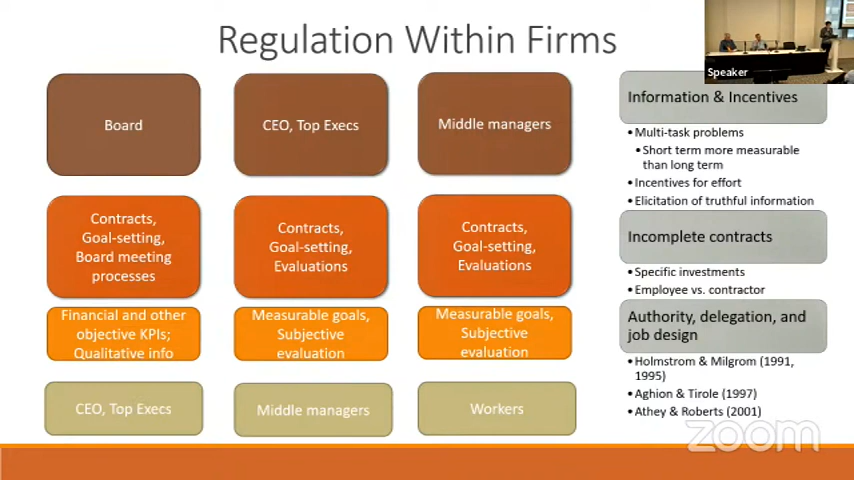 Regulation Within Firms
Speaker
Board
CEO, Top Execs
Middle managers
Contracts,
Goal-setting,
Board meeting
processes
Contracts,
Goal-setting,
Evaluations
Contracts,
Goal-setting,
Evaluations
Financial and other
objective KPIs;
Qualitative info
Measurable goals,
Subjective
evaluation
Measurable goals,
Subjective
evaluation
CEO, Top Execs
Middle managers
Workers
Information & Incentives
•Multi-task problems
•Short term more measurable
than long term
•Incentives for effort
•Elicitation of truthful information
Incomplete contracts
•Specific investments
•Employee vs. contractor
Authority, delegation, and
job design
•Holmstrom & Milgrom (1991,
1995)
•Aghion & Tirole (1997)
•Athey & Roberts (2001)
zoom